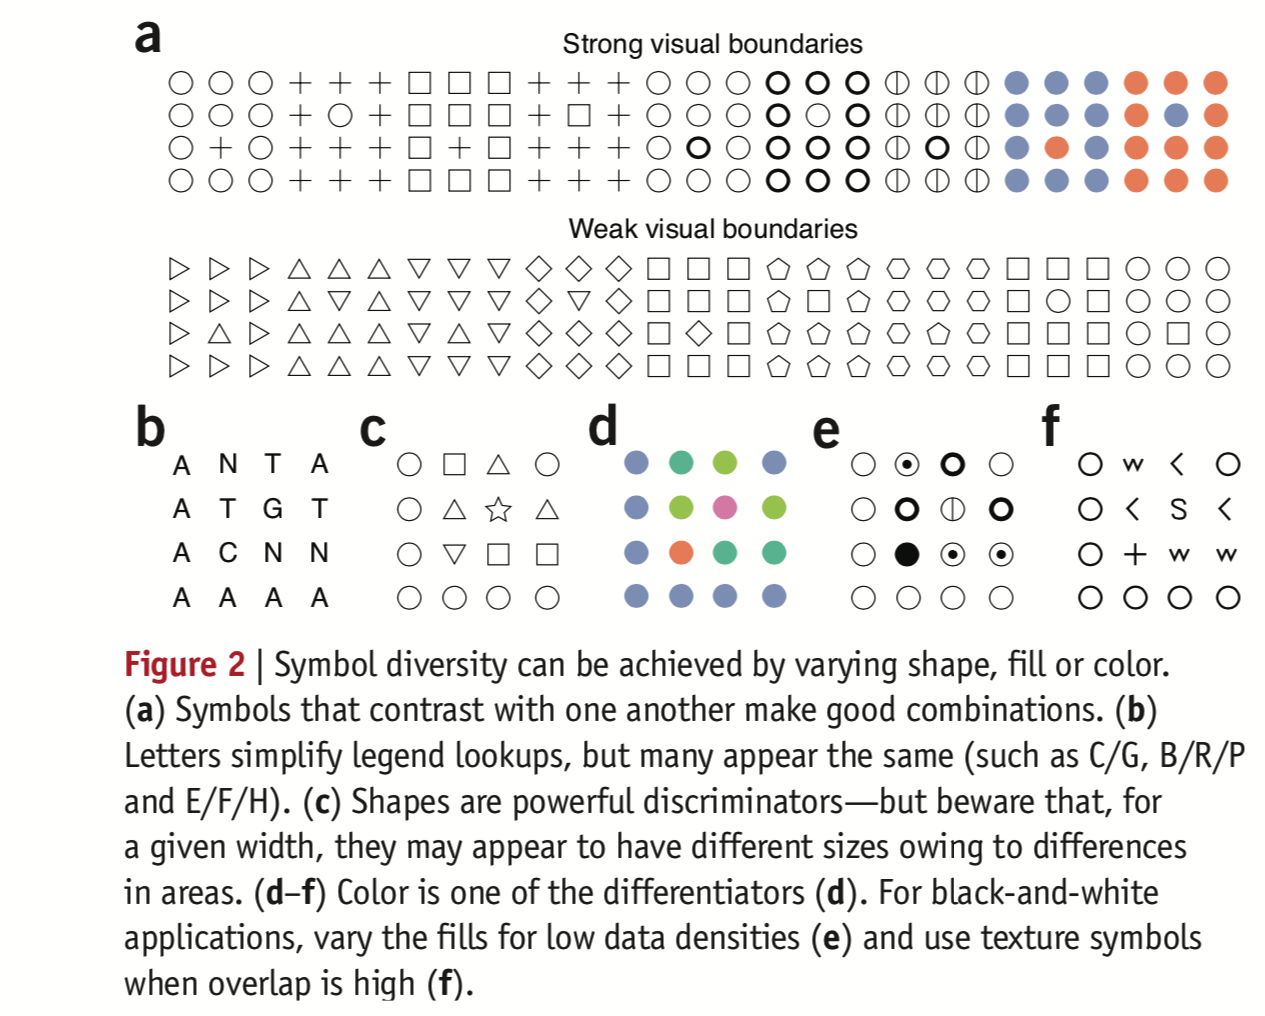 a
Strong visual boundaries
Weak visual boundaries
b c d e f
A N T A
A T G T
A C N N
A A A A
w <
< S <
+ w w
Figure 2 | Symbol diversity can be achieved by varying shape, fill or color.
(a) Symbols that contrast with one another make good combinations. (b)
Letters simplify legend lookups, but many appear the same (such as C/G, B/R/P
and E/F/H). (c) Shapes are powerful discriminators—but beware that, for
a given width, they may appear to have different sizes owing to differences
in areas. (d–f) Color is one of the differentiators (d). For black-and-white
applications, vary the fills for low data densities (e) and use texture symbols
when overlap is high (f).